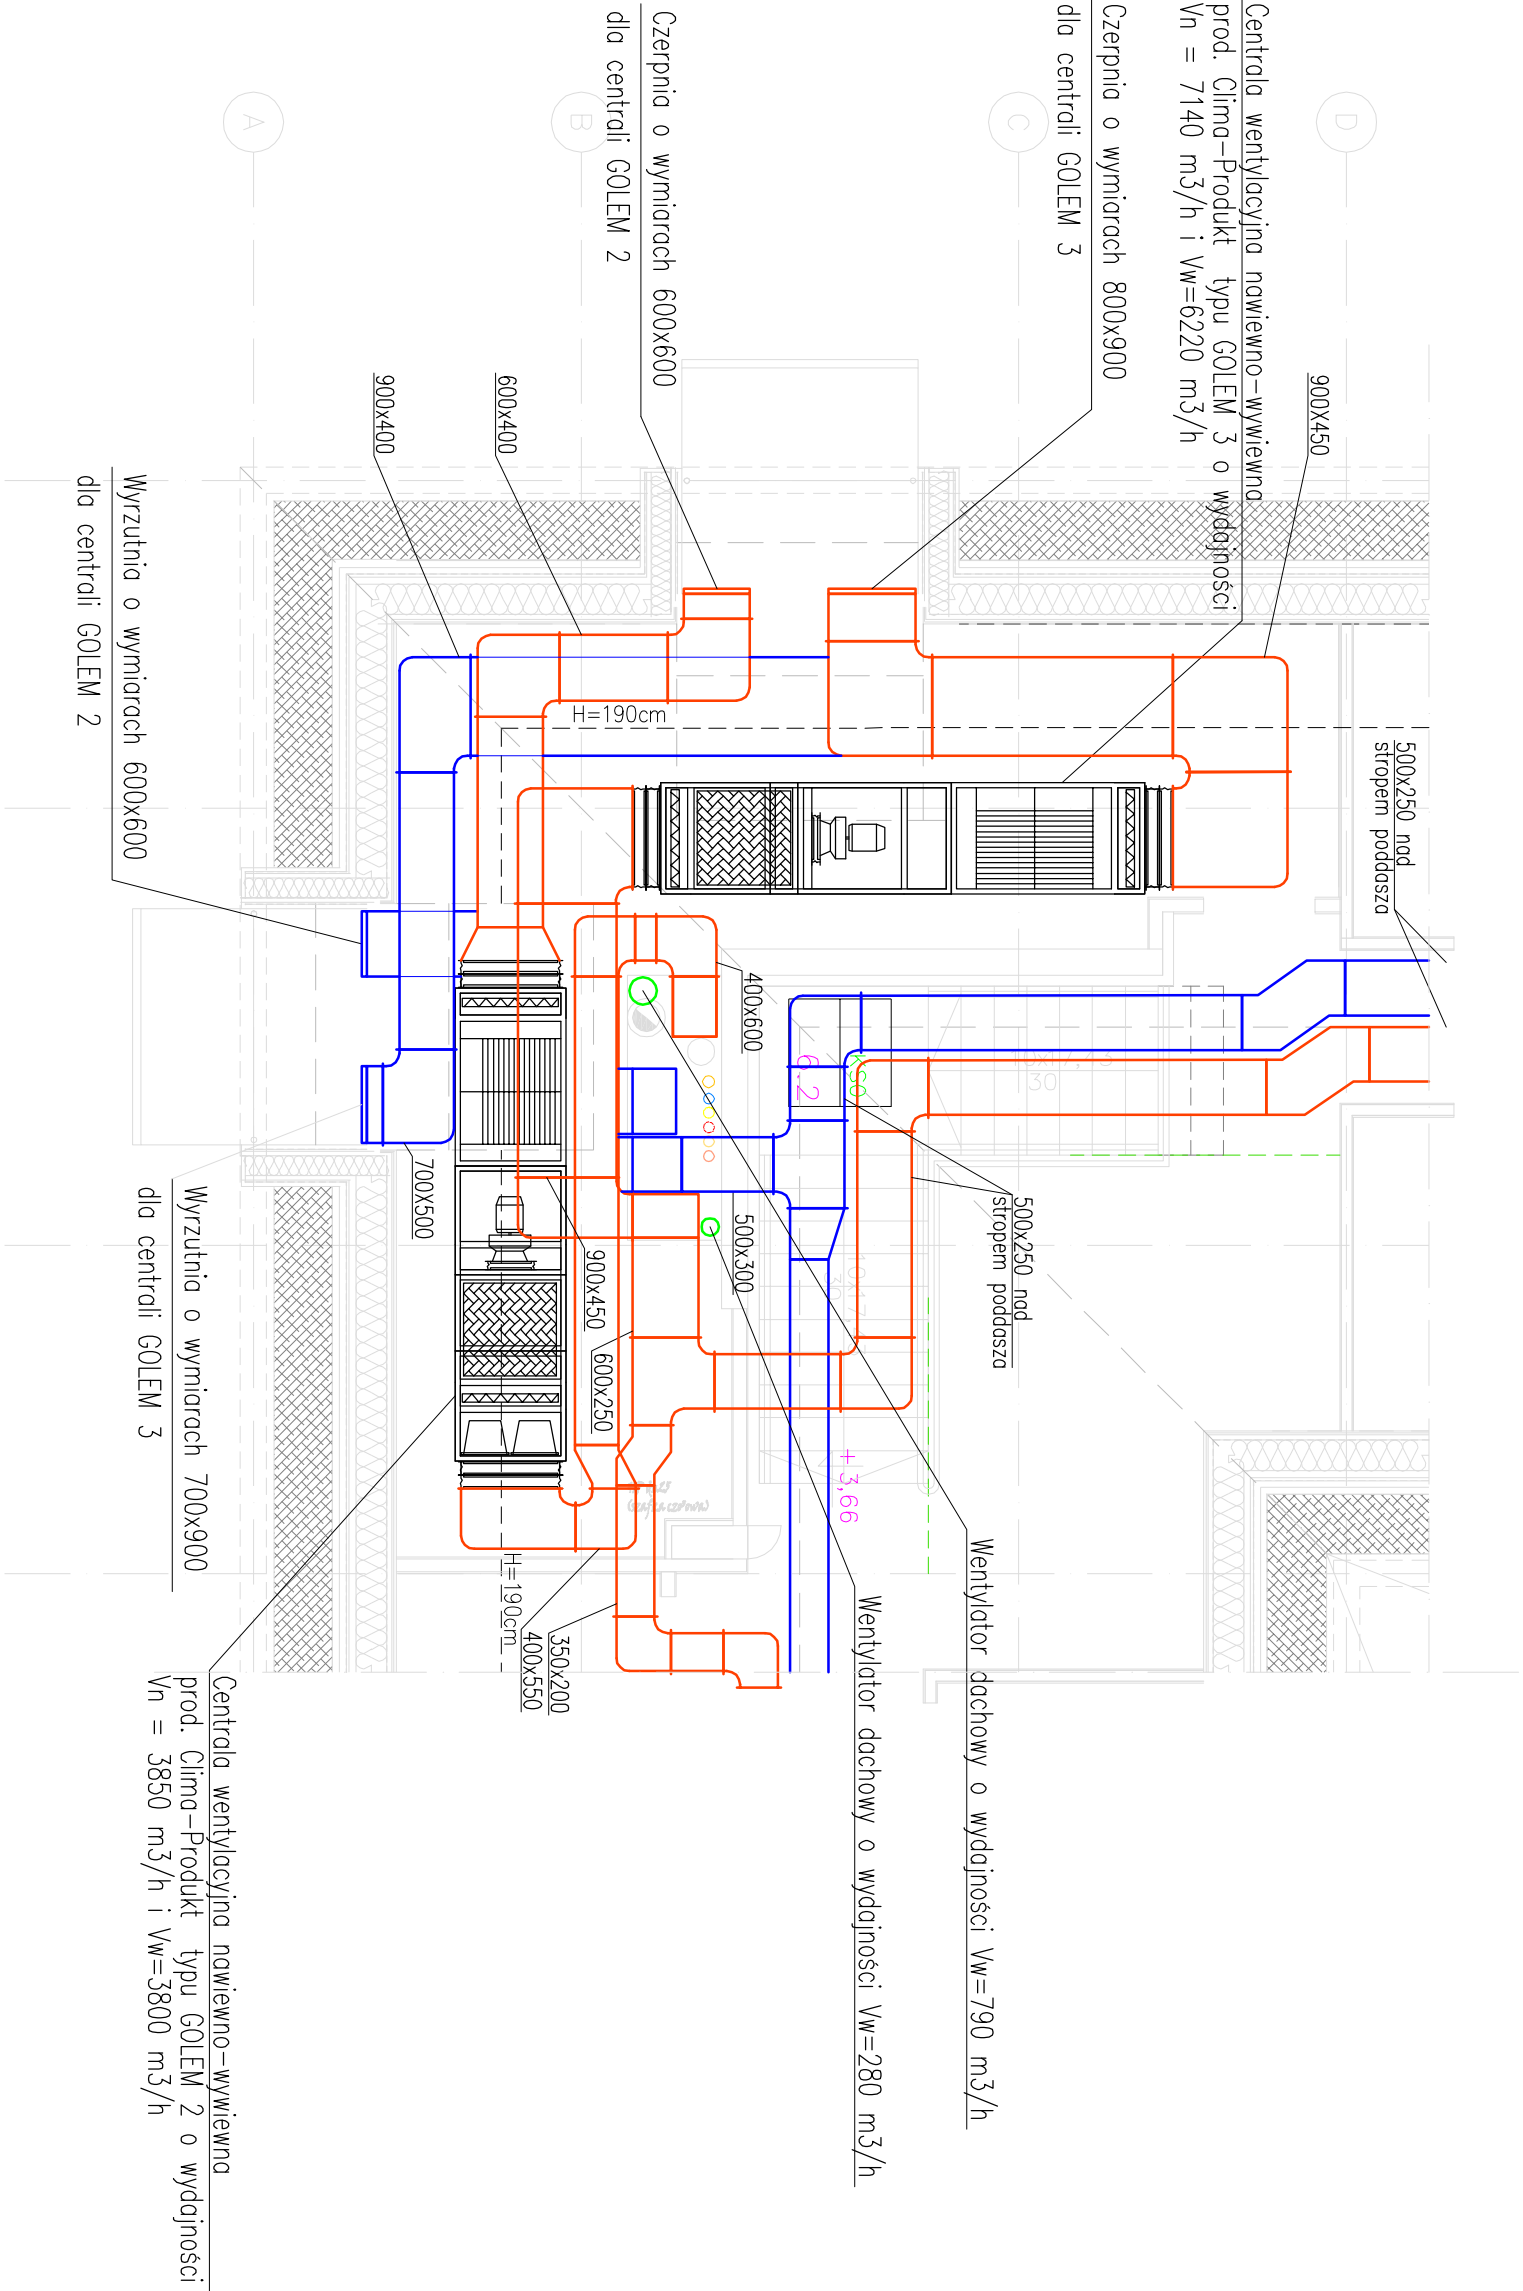 Centrala wentylacyjna nawiewno-wywiewna
prod. Clima-Produkt typu GOLEM 3 o wydajności
Vn = 7140 m3/h i Vw=6220 m3/h
900X450
500x250 nad
stropem poddasza
Czerpnia o wymiarach 800x900
dla centrali GOLEM 3
Czerpnia o wymiarach 600x600
dla centrali GOLEM 2
600x400
900x400
Wyrzutnia o wymiarach 600x600
dla centrali GOLEM 2
A
B
C
D
H=190cm
400x600
KSO
6.2
30
500x250 nad
stropem poddasza
500x300
700X500
Wyrzutnia o wymiarach 700x900
dla centrali GOLEM 3
900x450
600x250
+ 3,66
H=190cm
350x200
400x550
Wentylator dachowy o wydajności Vw=790 m3/h
Wentylator dachowy o wydajności Vw=280 m3/h
Centrala wentylacyjna nawiewno-wywiewna
prod. Clima-Produkt typu GOLEM 2 o wydajności
Vn = 3850 m3/h i Vw=3800 m3/h